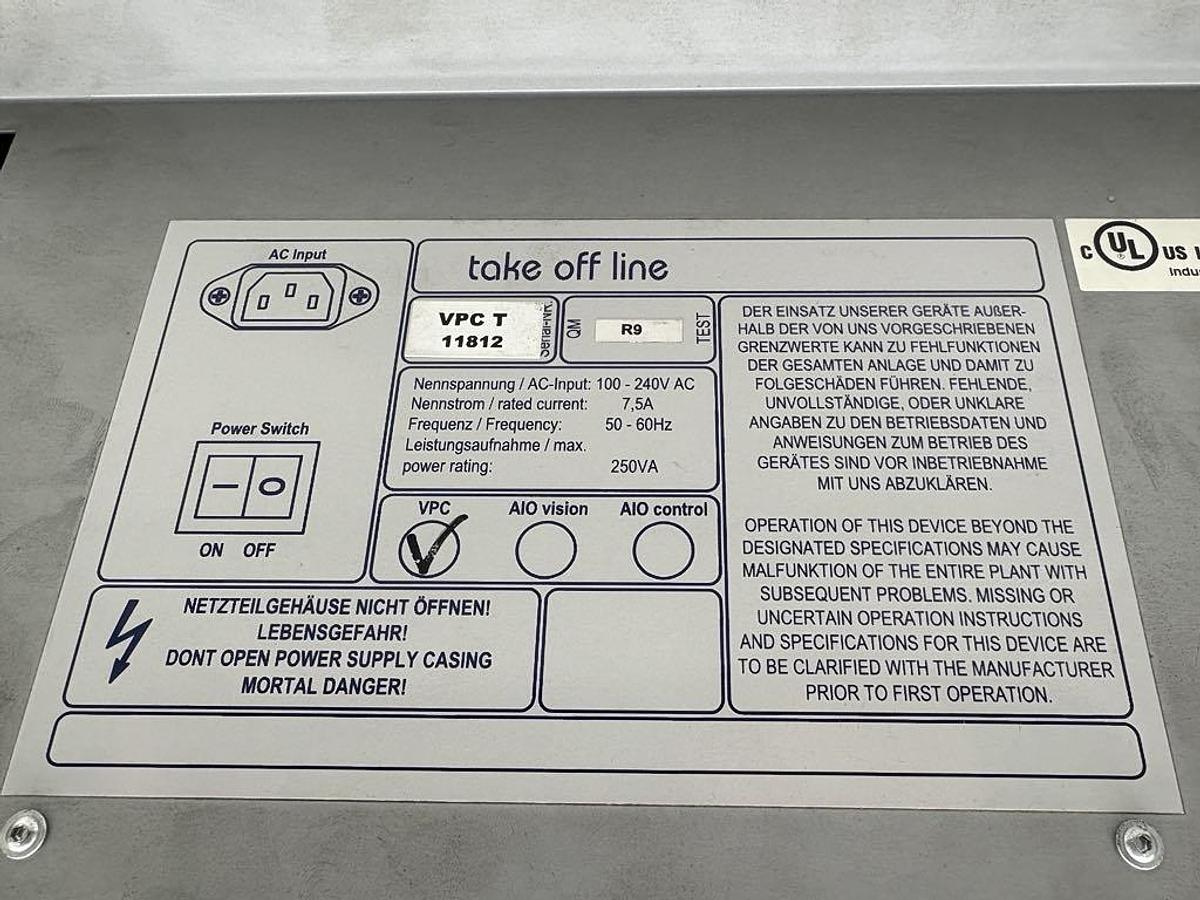 AC Input
take off line
VPC T
11812
Serial-NR.
QM
R9
TEST
Nennspannung / AC-Input: 100 - 240V AC
Nennstrom / rated current: 7,5A
Frequenz / Frequency: 50 - 60Hz
Leistungsaufnahme / max.
power rating: 250VA
Power Switch
ON OFF
VPC AIO vision AIO control
NETZTEILGEHÄUSE NICHT ÖFFNEN!
LEBENSGEFAHR!
DONT OPEN POWER SUPPLY CASING
MORTAL DANGER!
DER EINSATZ UNSERER GERÄTE AUßER-
HALB DER VON UNS VORGESCHRIEBENEN
GRENZWERTE KANN ZU FEHLFUNKTIONEN
DER GESAMTEN ANLAGE UND DAMIT ZU
FOLGESCHÄDEN FÜHREN. FEHLENDE,
UNVOLLSTÄNDIGE, ODER UNKLARE
ANGABEN ZU DEN BETRIEBSDATEN UND
ANWEISUNGEN ZUM BETRIEB DES
GERÄTES SIND VOR INBETRIEBNAHME
MIT UNS ABZUKLÄREN.
OPERATION OF THIS DEVICE BEYOND THE
DESIGNATED SPECIFICATIONS MAY CAUSE
MALFUNKTION OF THE ENTIRE PLANT WITH
SUBSEQUENT PROBLEMS. MISSING OR
UNCERTAIN OPERATION INSTRUCTIONS
AND SPECIFICATIONS FOR THIS DEVICE ARE
TO BE CLARIFIED WITH THE MANUFACTURER
PRIOR TO FIRST OPERATION.
C UL ® US